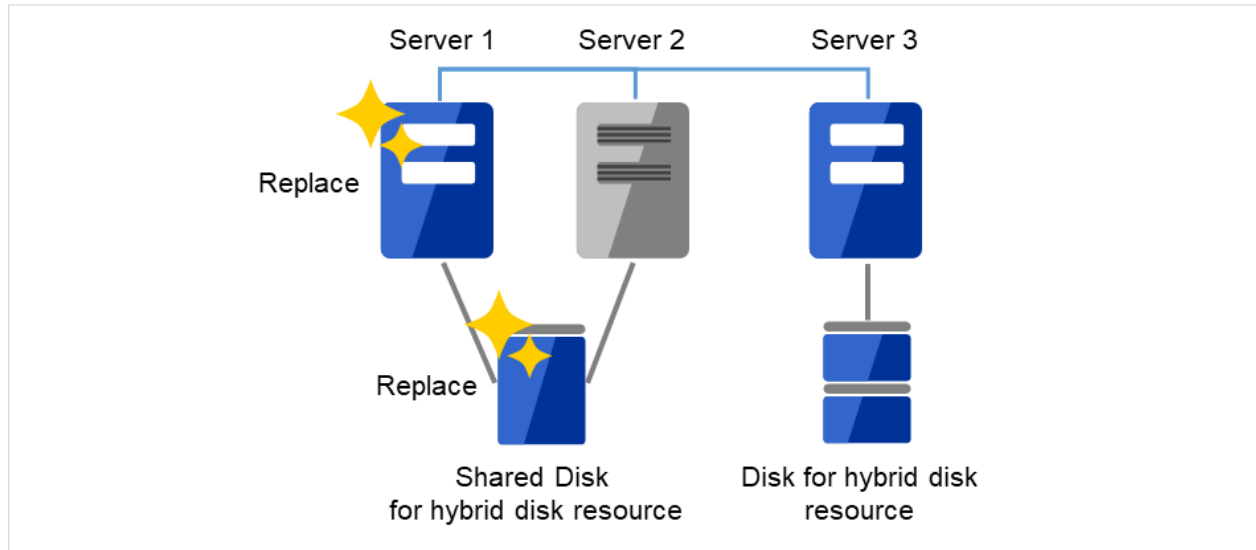 Server 1
Server 2
Server 3
Replace
Replace
Shared Disk
for hybrid disk resource
Disk for hybrid disk
resource